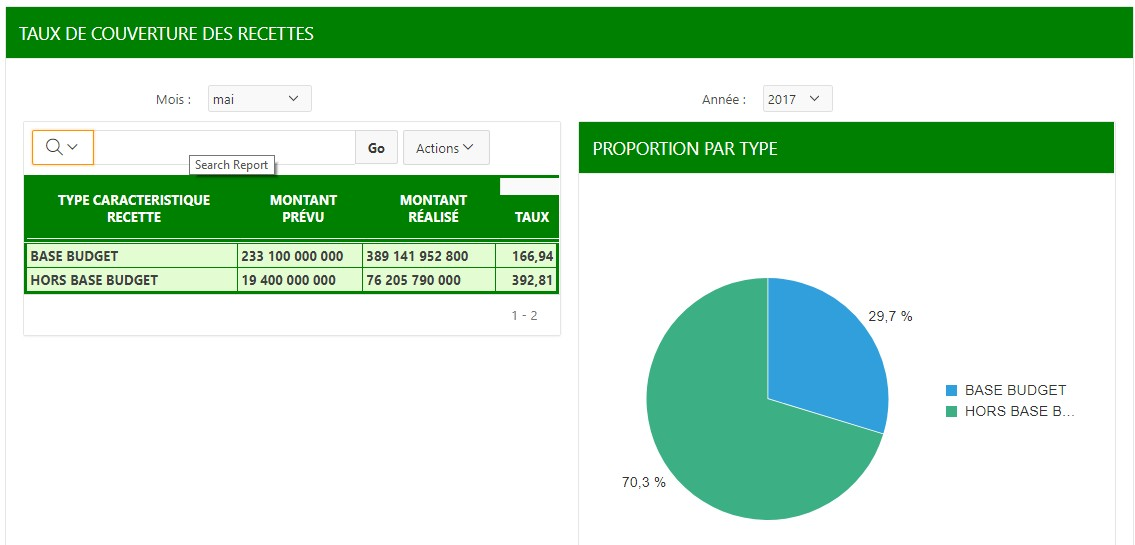 TAUX DE COUVERTURE DES RECETTES
Mois : mai Année : 2017
Go Actions
Search Report
TYPE CARACTERISTIQUE RECETTE MONTANT PRÉVU MONTANT RÉALISÉ TAUX
BASE BUDGET 233 100 000 000 389 141 952 800 166,94
HORS BASE BUDGET 19 400 000 000 76 205 790 000 392,81
1 - 2
PROPORTION PAR TYPE
29,7 %
70,3 %
BASE BUDGET
HORS BASE B...